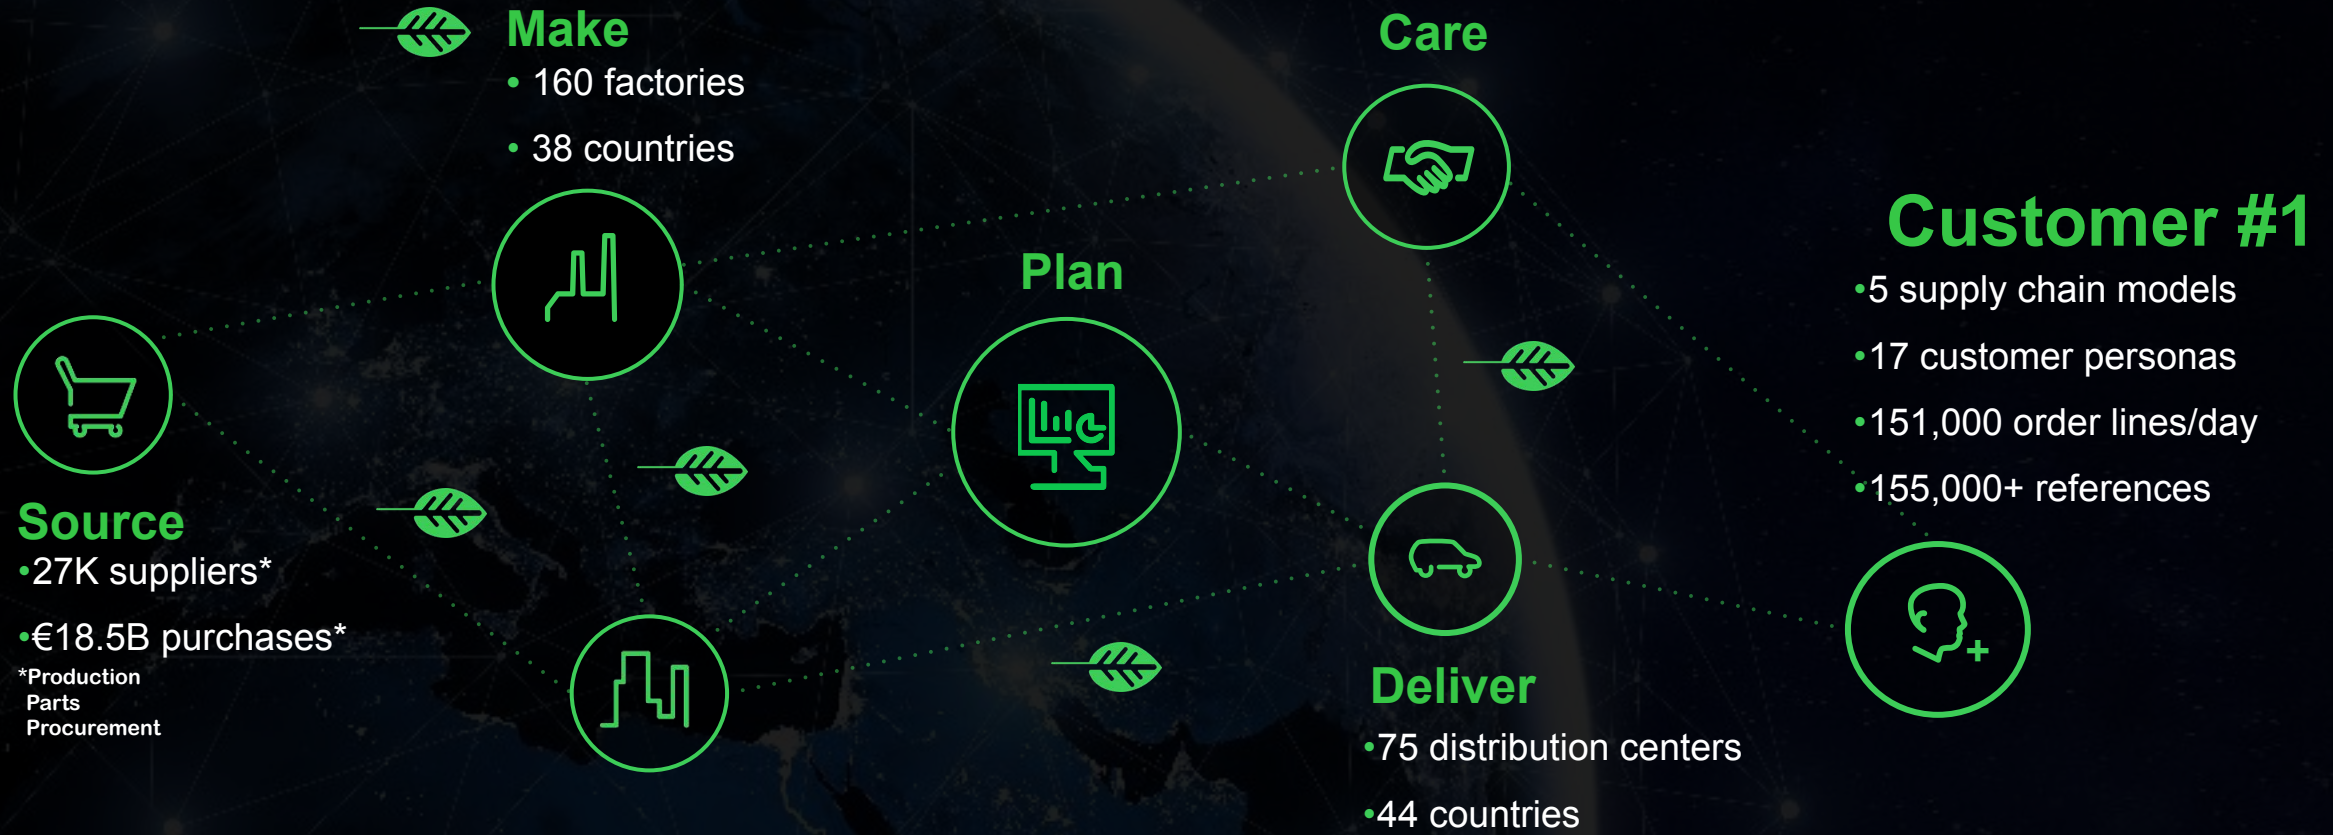 Make
• 160 factories
• 38 countries
Care
Customer #1
•5 supply chain models
•17 customer personas
•151,000 order lines/day
•155,000+ references
Plan
Source
•27K suppliers*
•€18.5B purchases*
*Production
Parts
Procurement
Deliver
•75 distribution centers
•44 countries